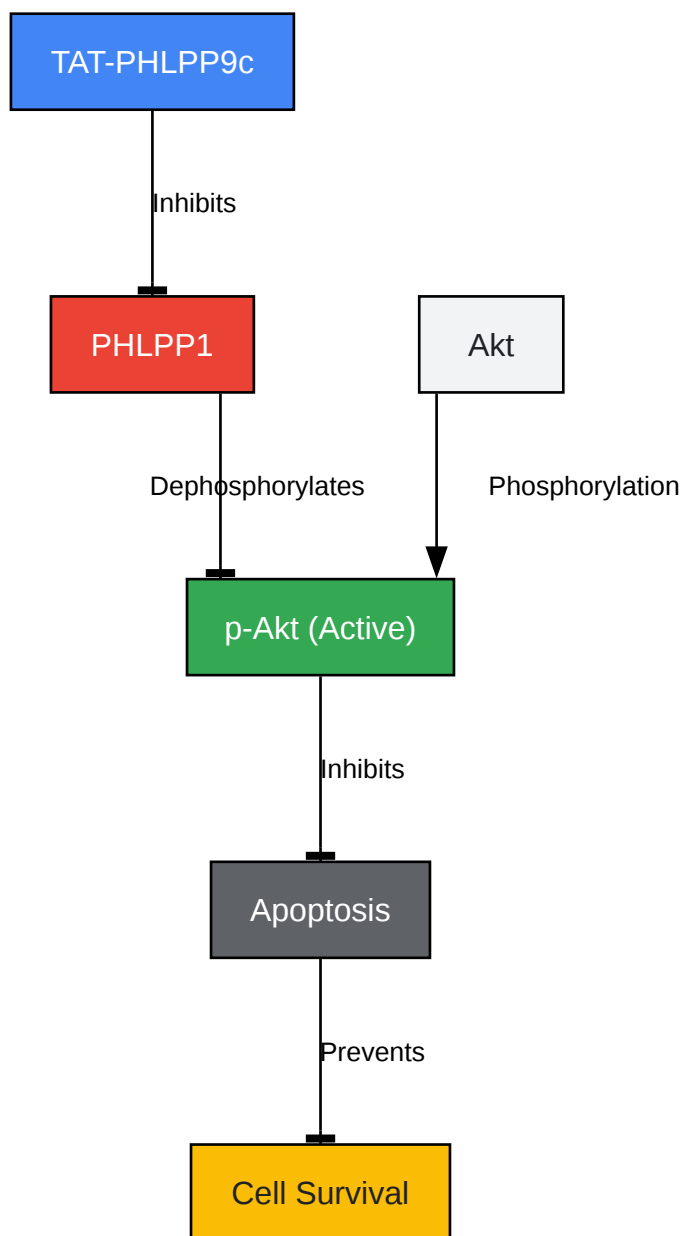 TAT-PHLPP9c
Inhibits
PHLPP1
Akt
Dephosphorylates
Phosphorylation
p-Akt (Active)
Inhibits
Apoptosis
Prevents
Cell Survival